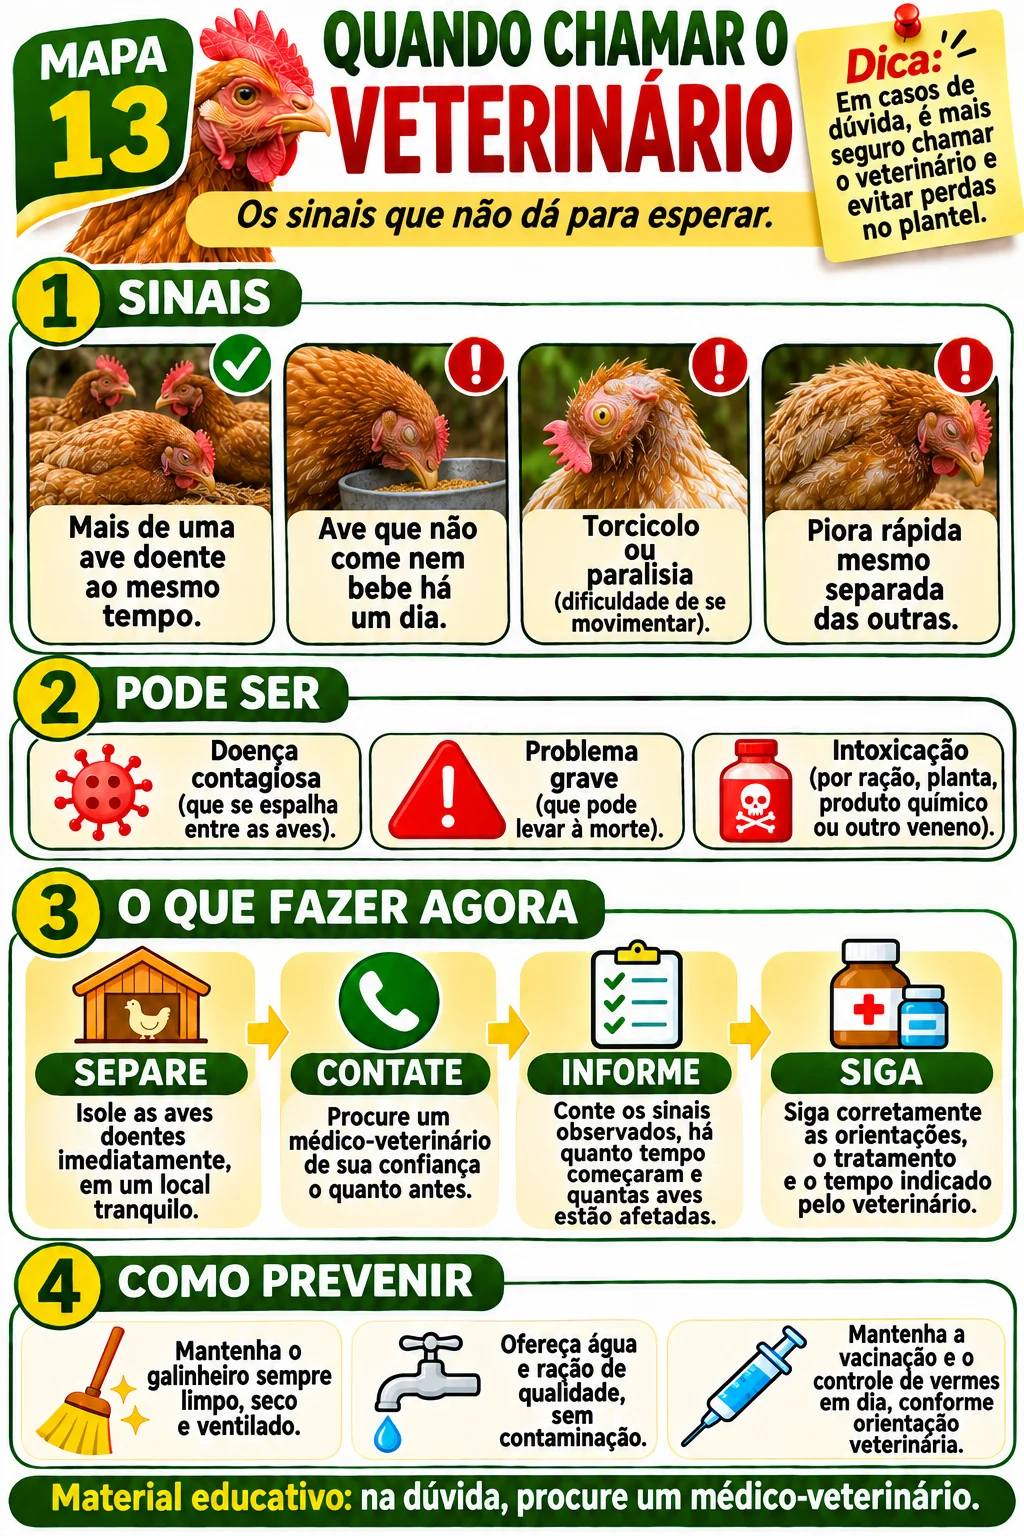 MAPA
13
QUANDO CHAMAR O
VETERINÁRIO
Os sinais que não dá para esperar.
Dica:
Em casos de
dúvida, é mais
seguro chamar
o veterinário e
evitar perdas
no plantel.
1 SINAIS
Mais de uma
ave doente
ao mesmo
tempo.
Ave que não
come nem
bebe há
um dia.
Torcicolo
ou
paralisia
(dificuldade de se
movimentar).
Piora rápida
mesmo
separada
das outras.
2 PODE SER
Doença
contagiosa
(que se espalha
entre as aves).
Problema
grave
(que pode
levar à morte).
Intoxicação
(por ração, planta,
produto químico
ou outro veneno).
3 O QUE FAZER AGORA
SEPARE
Isole as aves
doentes
imediatamente,
em um local
tranquilo.
CONTATE
Procure um
médico-veterinário
de sua confiança
o quanto antes.
INFORME
Conte os sinais
observados, há
quanto tempo
começaram e
quantas aves
estão afetadas.
SIGA
Siga corretamente
as orientações,
o tratamento
e o tempo indicado
pelo veterinário.
4 COMO PREVENIR
Mantenha o
galinheiro sempre
limpo, seco
e ventilado.
Ofereça água
e ração de
qualidade,
sem
contaminação.
Mantenha a
vacinação e o
controle de vermes
em dia, conforme
orientação
veterinária.
Material educativo: na dúvida, procure um médico-veterinário.